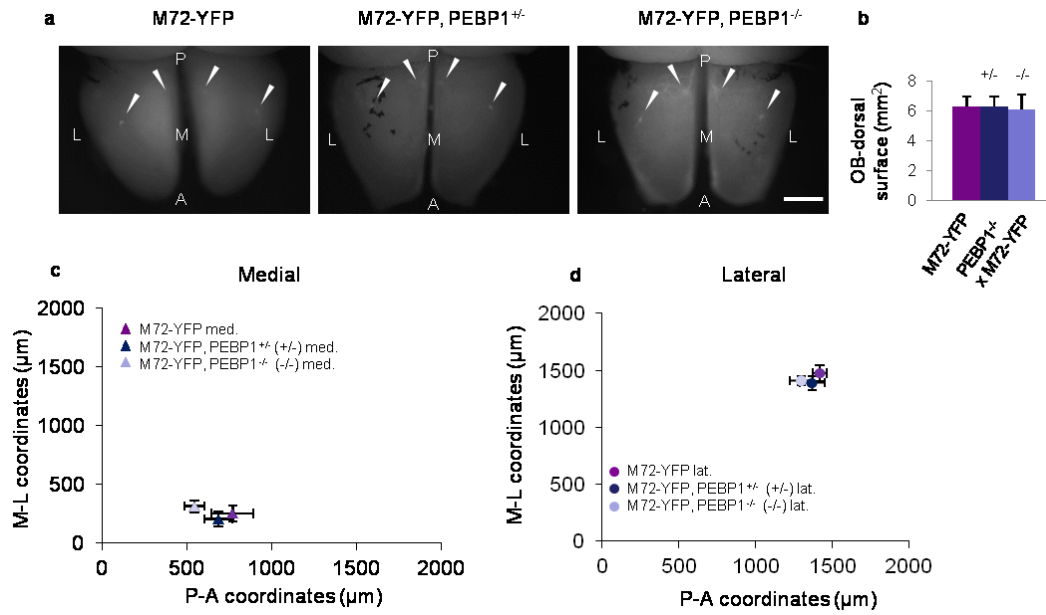 a
M72-YFP
M72-YFP, PEBP1+/-
M72-YFP, PEBP1-/-
P
L
M
L
A
P
L
M
L
A
P
L
M
L
A
b
+/-
-/-
OB-dorsal
surface (mm²)
8
6
4
2
0
M72-YFP
PEBP1-/-
x M72-YFP
c
Medial
M-L coordinates (µm)
2000
1500
1000
500
0
M72-YFP med.
M72-YFP, PEBP1+/- (+/-) med.
M72-YFP, PEBP1-/- (-/-) med.
0
500
1000
1500
2000
P-A coordinates (µm)
d
Lateral
M-L coordinates (µm)
2000
1500
1000
500
0
M72-YFP lat.
M72-YFP, PEBP1+/- (+/-) lat.
M72-YFP, PEBP1-/- (-/-) lat.
0
500
1000
1500
2000
P-A coordinates (µm)